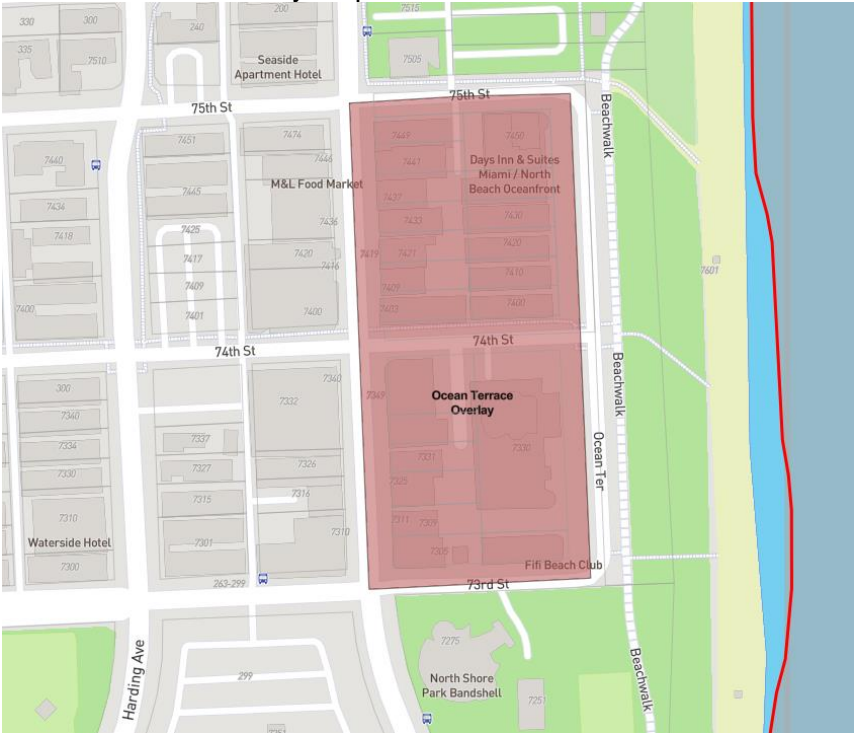 330
300
240
200
7515
335
7510
Seaside
Apartment Hotel
7505
75th St
75th St
Beachwalk
7451
7474
7449
7450
7440
7446
7441
Days Inn & Suites
Miami / North
Beach Oceanfront
M&L Food Market
7445
7437
7434
7436
7433
7430
7418
7425
7417
7420
7416
7419
7421
7420
7601
7409
7409
7410
7400
7401
7400
7403
7400
74th St
74th St
Beachwalk
300
7340
7332
7340
7349
Ocean Terrace
Overlay
Ocean Ter
7334
7337
7330
7327
7326
7331
7330
7325
7310
7315
7316
Waterside Hotel
7301
7310
7311
7309
7300
7305
Fifi Beach Club
263-299
73rd St
Harding Ave
299
7275
North Shore
Park Bandshell
7251
Beachwalk
7251